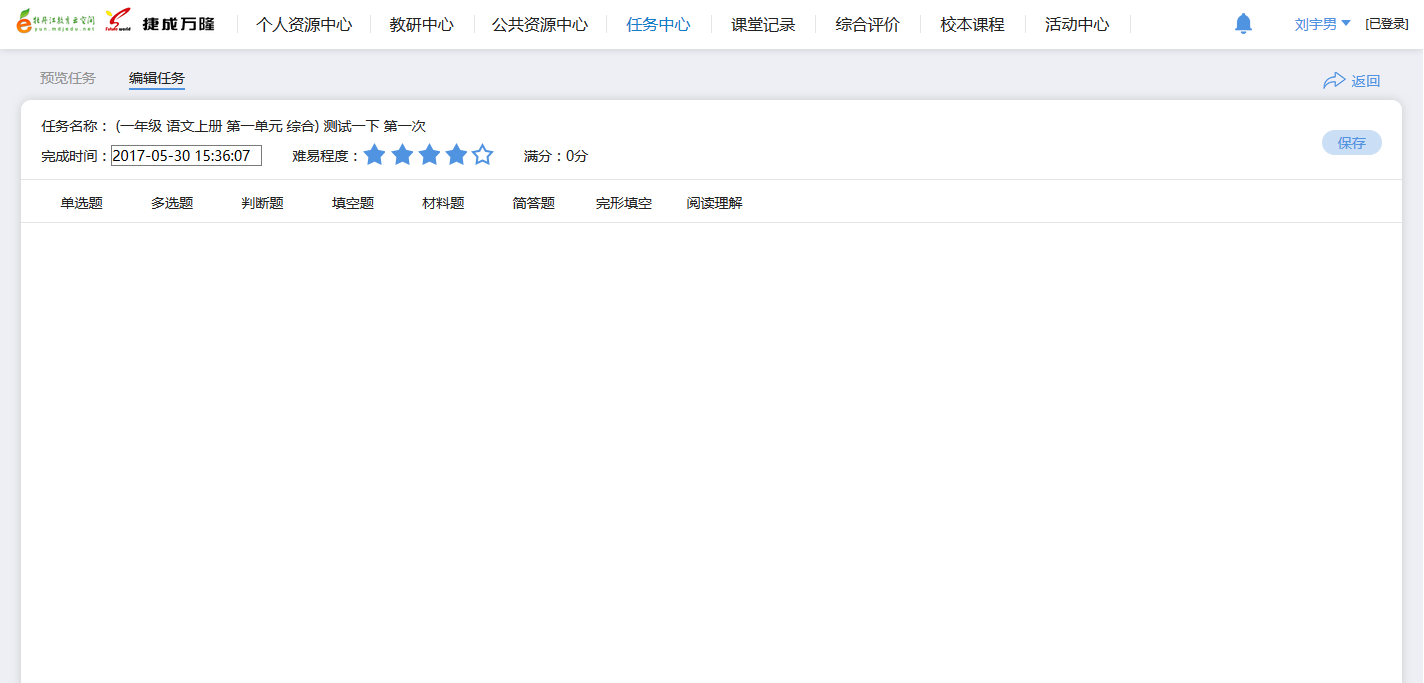 牡丹江教育云空间
yun.mdjedu.net
Future world
捷成万隆
个人资源中心 教研中心 公共资源中心 任务中心 课堂记录 综合评价 校本课程 活动中心 刘宇男 [已登录]
预览任务 编辑任务 返回
任务名称： (一年级 语文上册 第一单元 综合) 测试一下 第一次
保存
完成时间：2017-05-30 15:36:07 难易程度： 满分：0分
单选题 多选题 判断题 填空题 材料题 简答题 完形填空 阅读理解